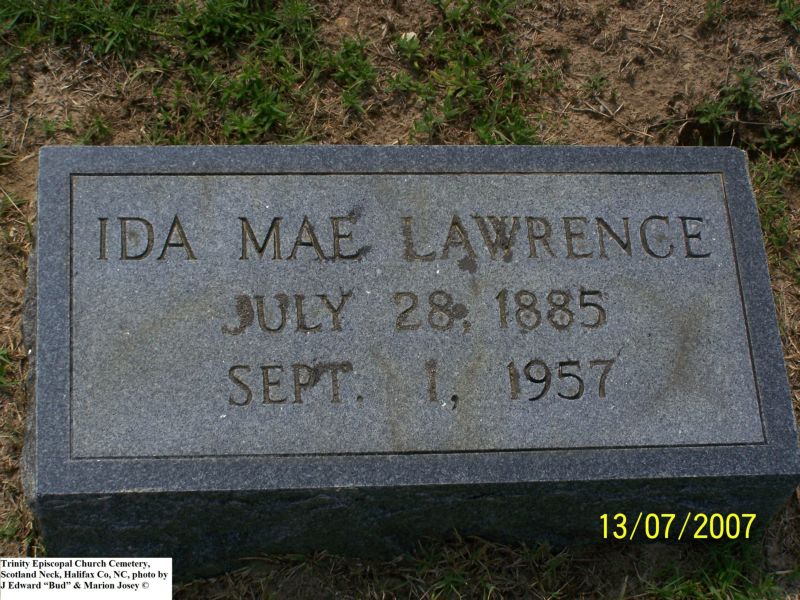 IDA MAE LAWRENCE
JULY 28, 1885
SEPT. 1, 1957
13/07/2007
Trinity Episcopal Church Cemetery,
Scotland Neck, Halifax Co, NC, photo by
J Edward “Bud” & Marion Josey ©